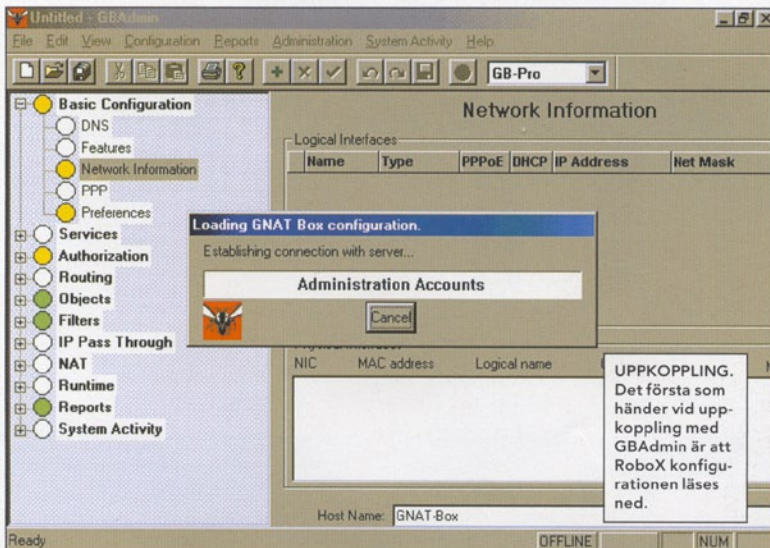 Untitled - GBAdmin
File Edit View Configuration Reports Administration System Activity Help
GB-Pro
Basic Configuration
DNS
Features
Network Information
PPP
Preferences
Services
Authorization
Routing
Objects
Filters
IP Pass Through
NAT
Runtime
Reports
System Activity
Network Information
Logical Interfaces
Name Type PPPoE DHCP IP Address Net Mask
Loading GNAT Box configuration.
Establishing connection with server...
Administration Accounts
Cancel
NIC MAC address Logical name
UPPKOPPLING.
Det första som
händer vid upp-
koppling med
GBAdmin är att
RoboX konfigu-
rationen läses
ned.
Host Name: GNAT-Box
Ready OFFLINE NUM